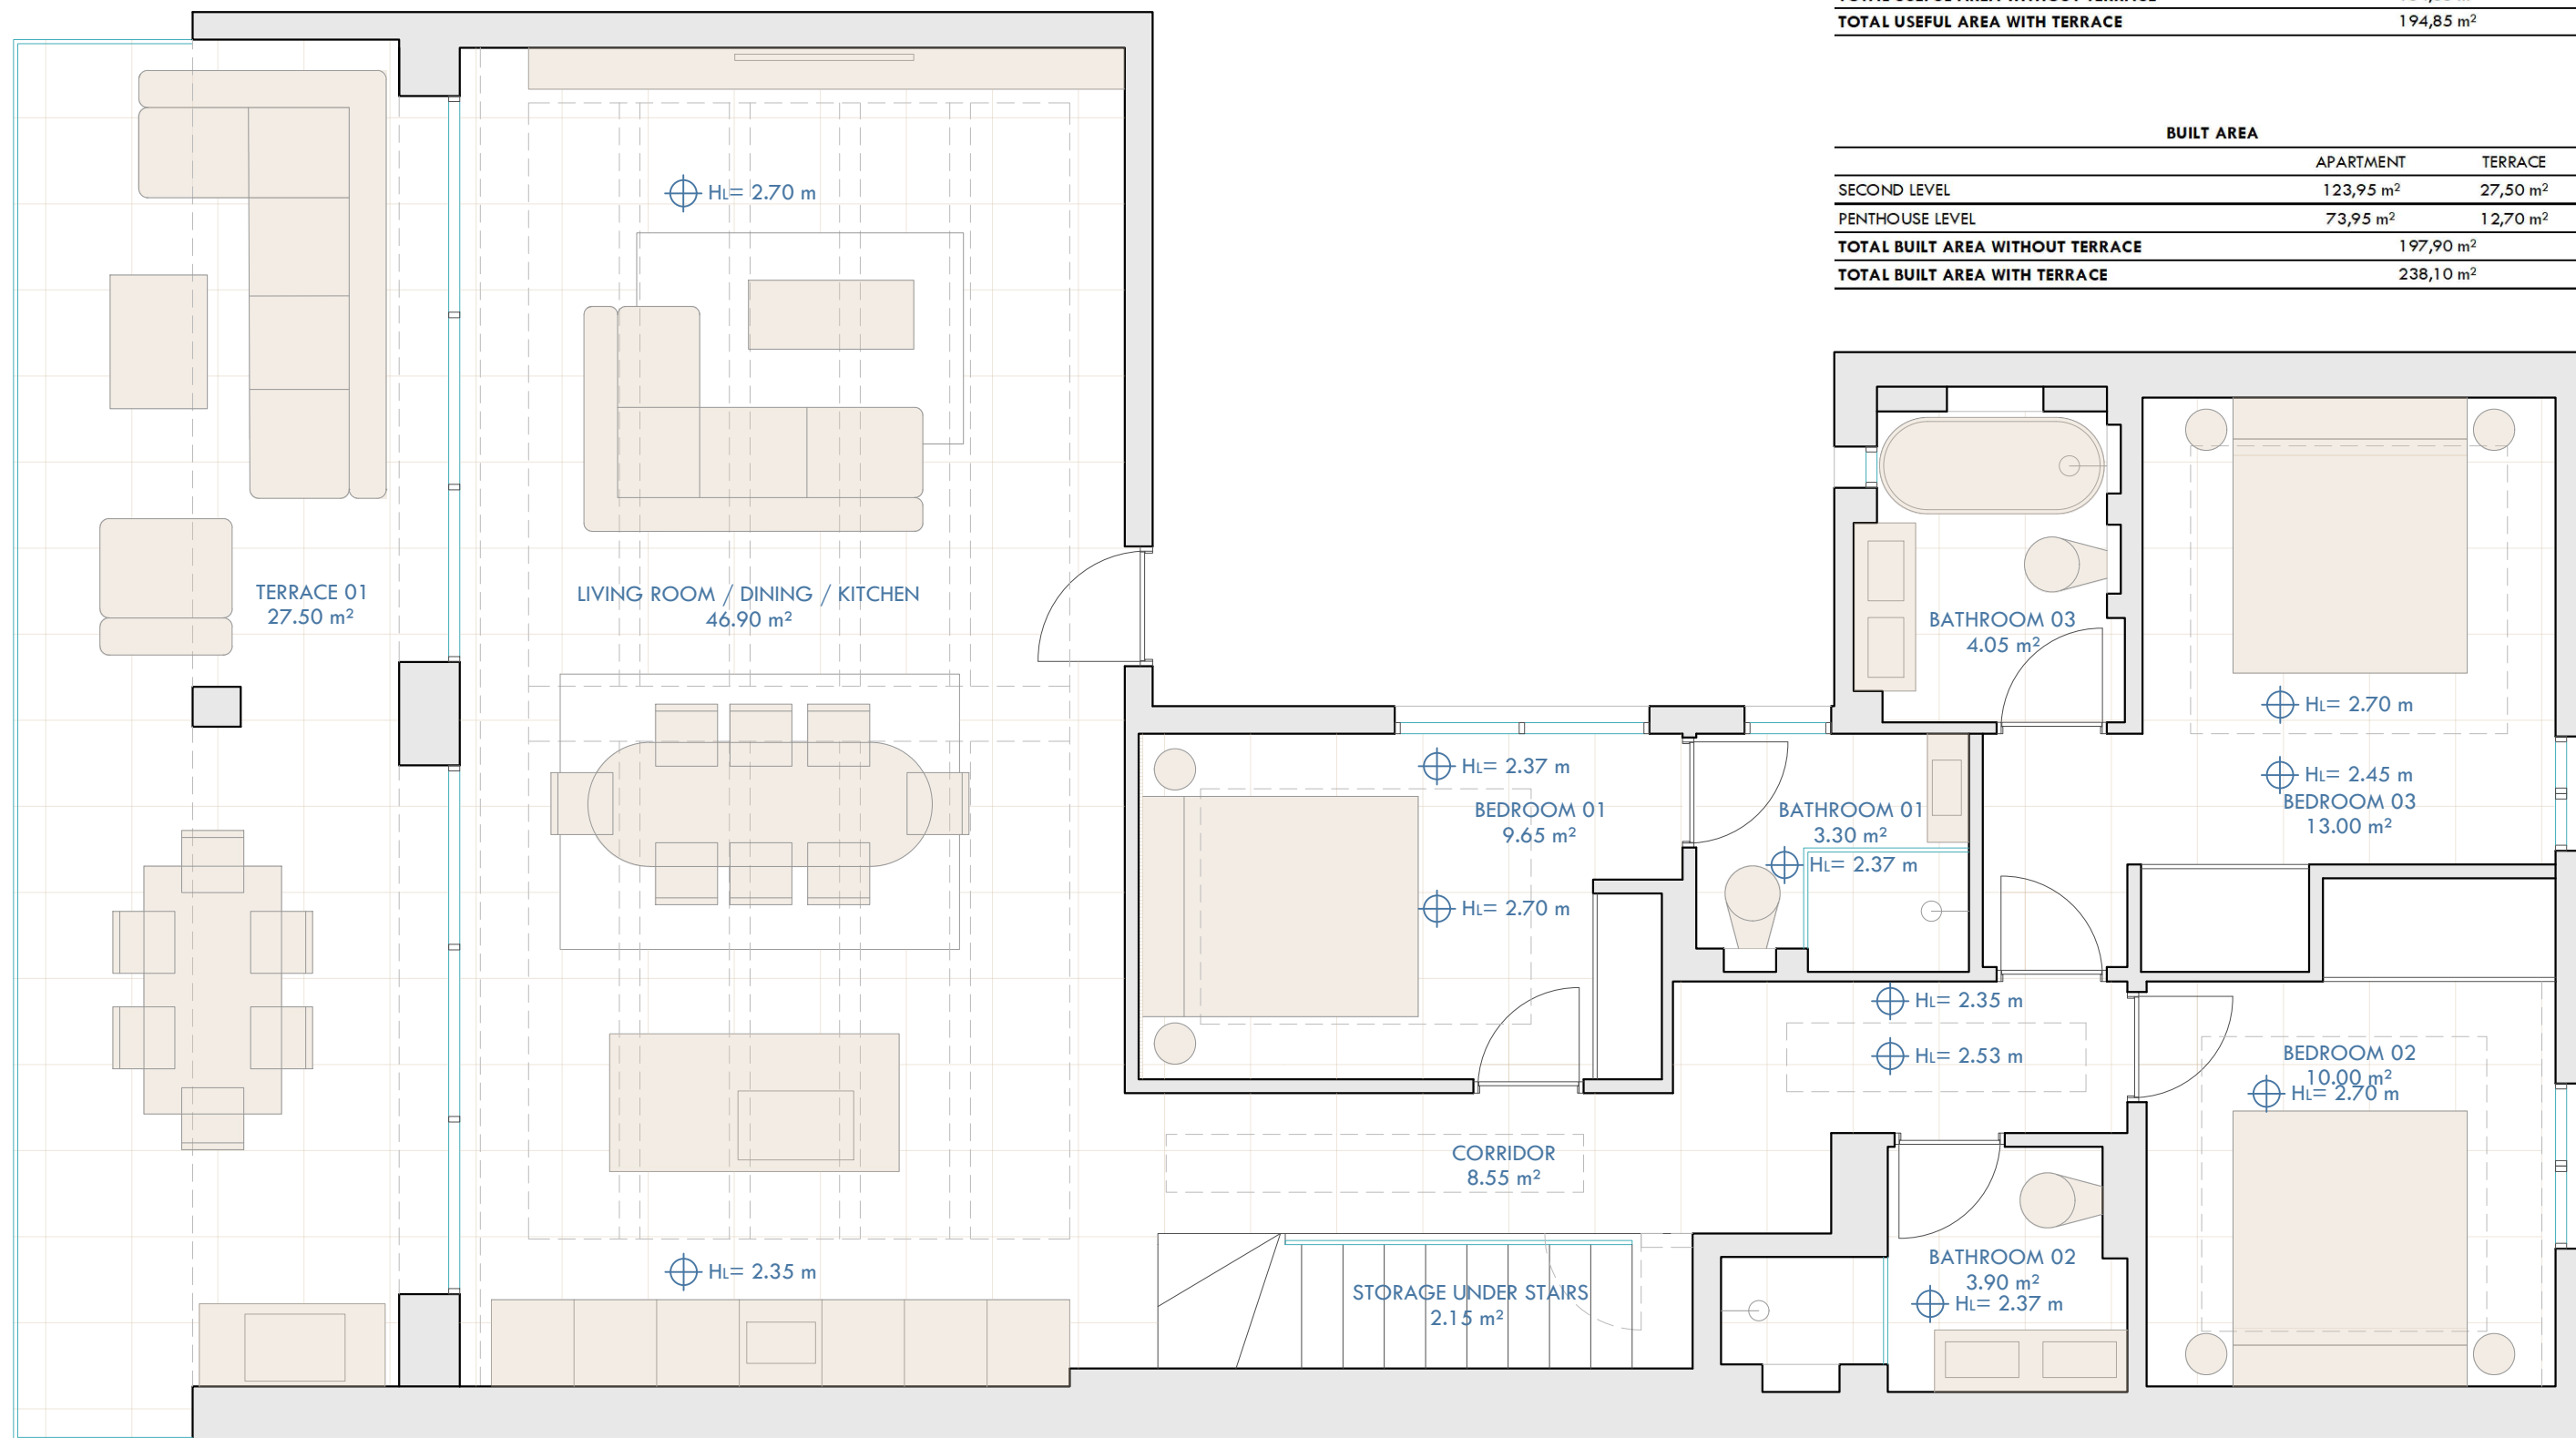 TOTAL USEFUL AREA WITH TERRACE 194,85 m²
BUILT AREA
APARTMENT TERRACE
SECOND LEVEL 123,95 m² 27,50 m²
PENTHOUSE LEVEL 73,95 m² 12,70 m²
TOTAL BUILT AREA WITHOUT TERRACE 197,90 m²
TOTAL BUILT AREA WITH TERRACE 238,10 m²
HL= 2.70 m
TERRACE 01
27.50 m²
LIVING ROOM / DINING / KITCHEN
46.90 m²
BATHROOM 03
4.05 m²
HL= 2.70 m
HL= 2.45 m
BEDROOM 03
13.00 m²
HL= 2.37 m
BEDROOM 01
9.65 m²
HL= 2.70 m
BATHROOM 01
3.30 m²
HL= 2.37 m
HL= 2.35 m
HL= 2.53 m
BEDROOM 02
10.00 m²
HL= 2.70 m
CORRIDOR
8.55 m²
HL= 2.35 m
STORAGE UNDER STAIRS
2.15 m²
BATHROOM 02
3.90 m²
HL= 2.37 m